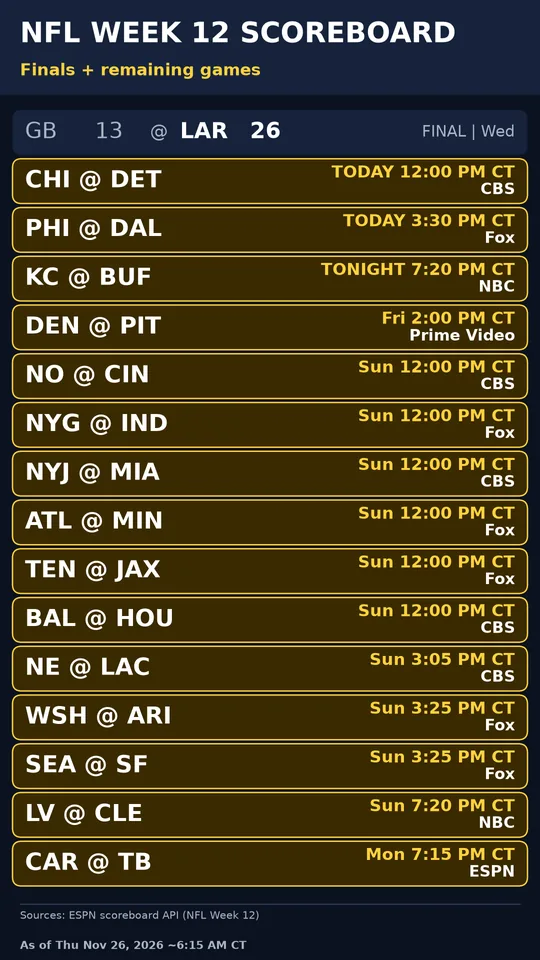 NFL WEEK 12 SCOREBOARD
Finals + remaining games
GB 13 @ LAR 26 FINAL | Wed
CHI @ DET TODAY 12:00 PM CT
CBS
PHI @ DAL TODAY 3:30 PM CT
Fox
KC @ BUF TONIGHT 7:20 PM CT
NBC
DEN @ PIT Fri 2:00 PM CT
Prime Video
NO @ CIN Sun 12:00 PM CT
CBS
NYG @ IND Sun 12:00 PM CT
Fox
NYJ @ MIA Sun 12:00 PM CT
CBS
ATL @ MIN Sun 12:00 PM CT
Fox
TEN @ JAX Sun 12:00 PM CT
Fox
BAL @ HOU Sun 12:00 PM CT
CBS
NE @ LAC Sun 3:05 PM CT
CBS
WSH @ ARI Sun 3:25 PM CT
Fox
SEA @ SF Sun 3:25 PM CT
Fox
LV @ CLE Sun 7:20 PM CT
NBC
CAR @ TB Mon 7:15 PM CT
ESPN
Sources: ESPN scoreboard API (NFL Week 12)
As of Thu Nov 26, 2026 ~6:15 AM CT